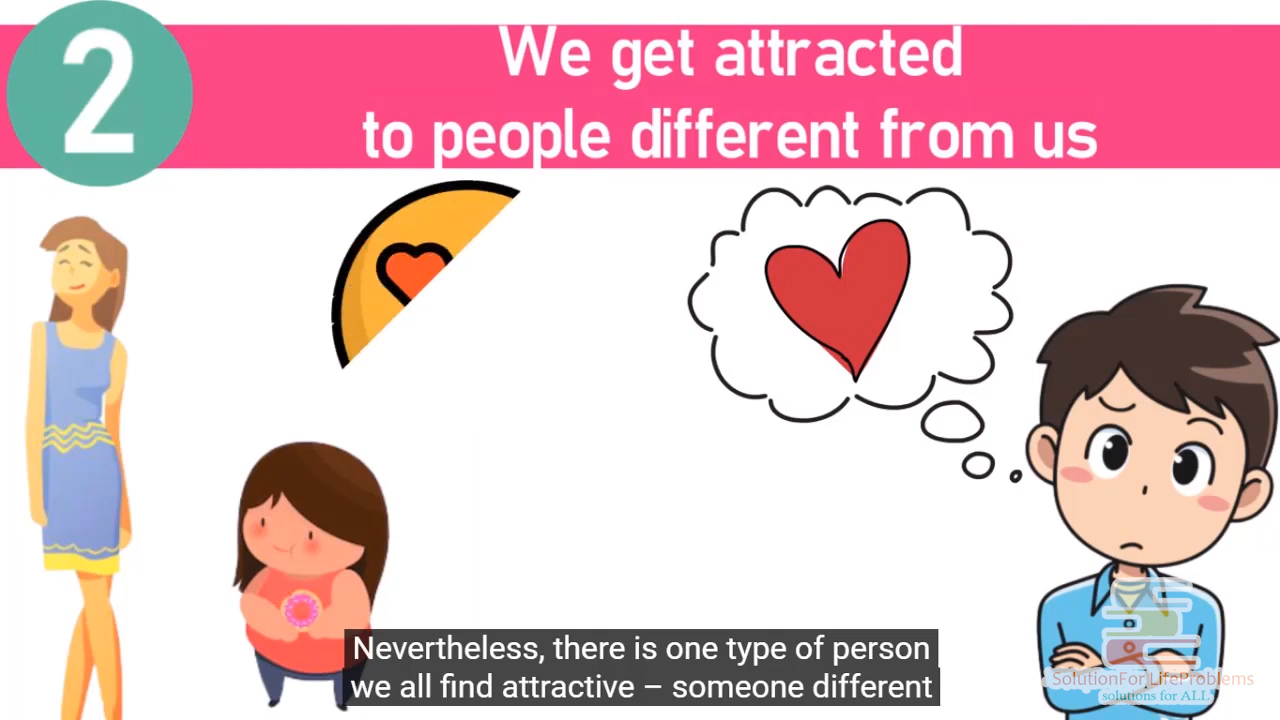 2
We get attracted
to people different from us
Nevertheless, there is one type of person
we all find attractive – someone different
SolutionForLifeProblems
solutions for ALL